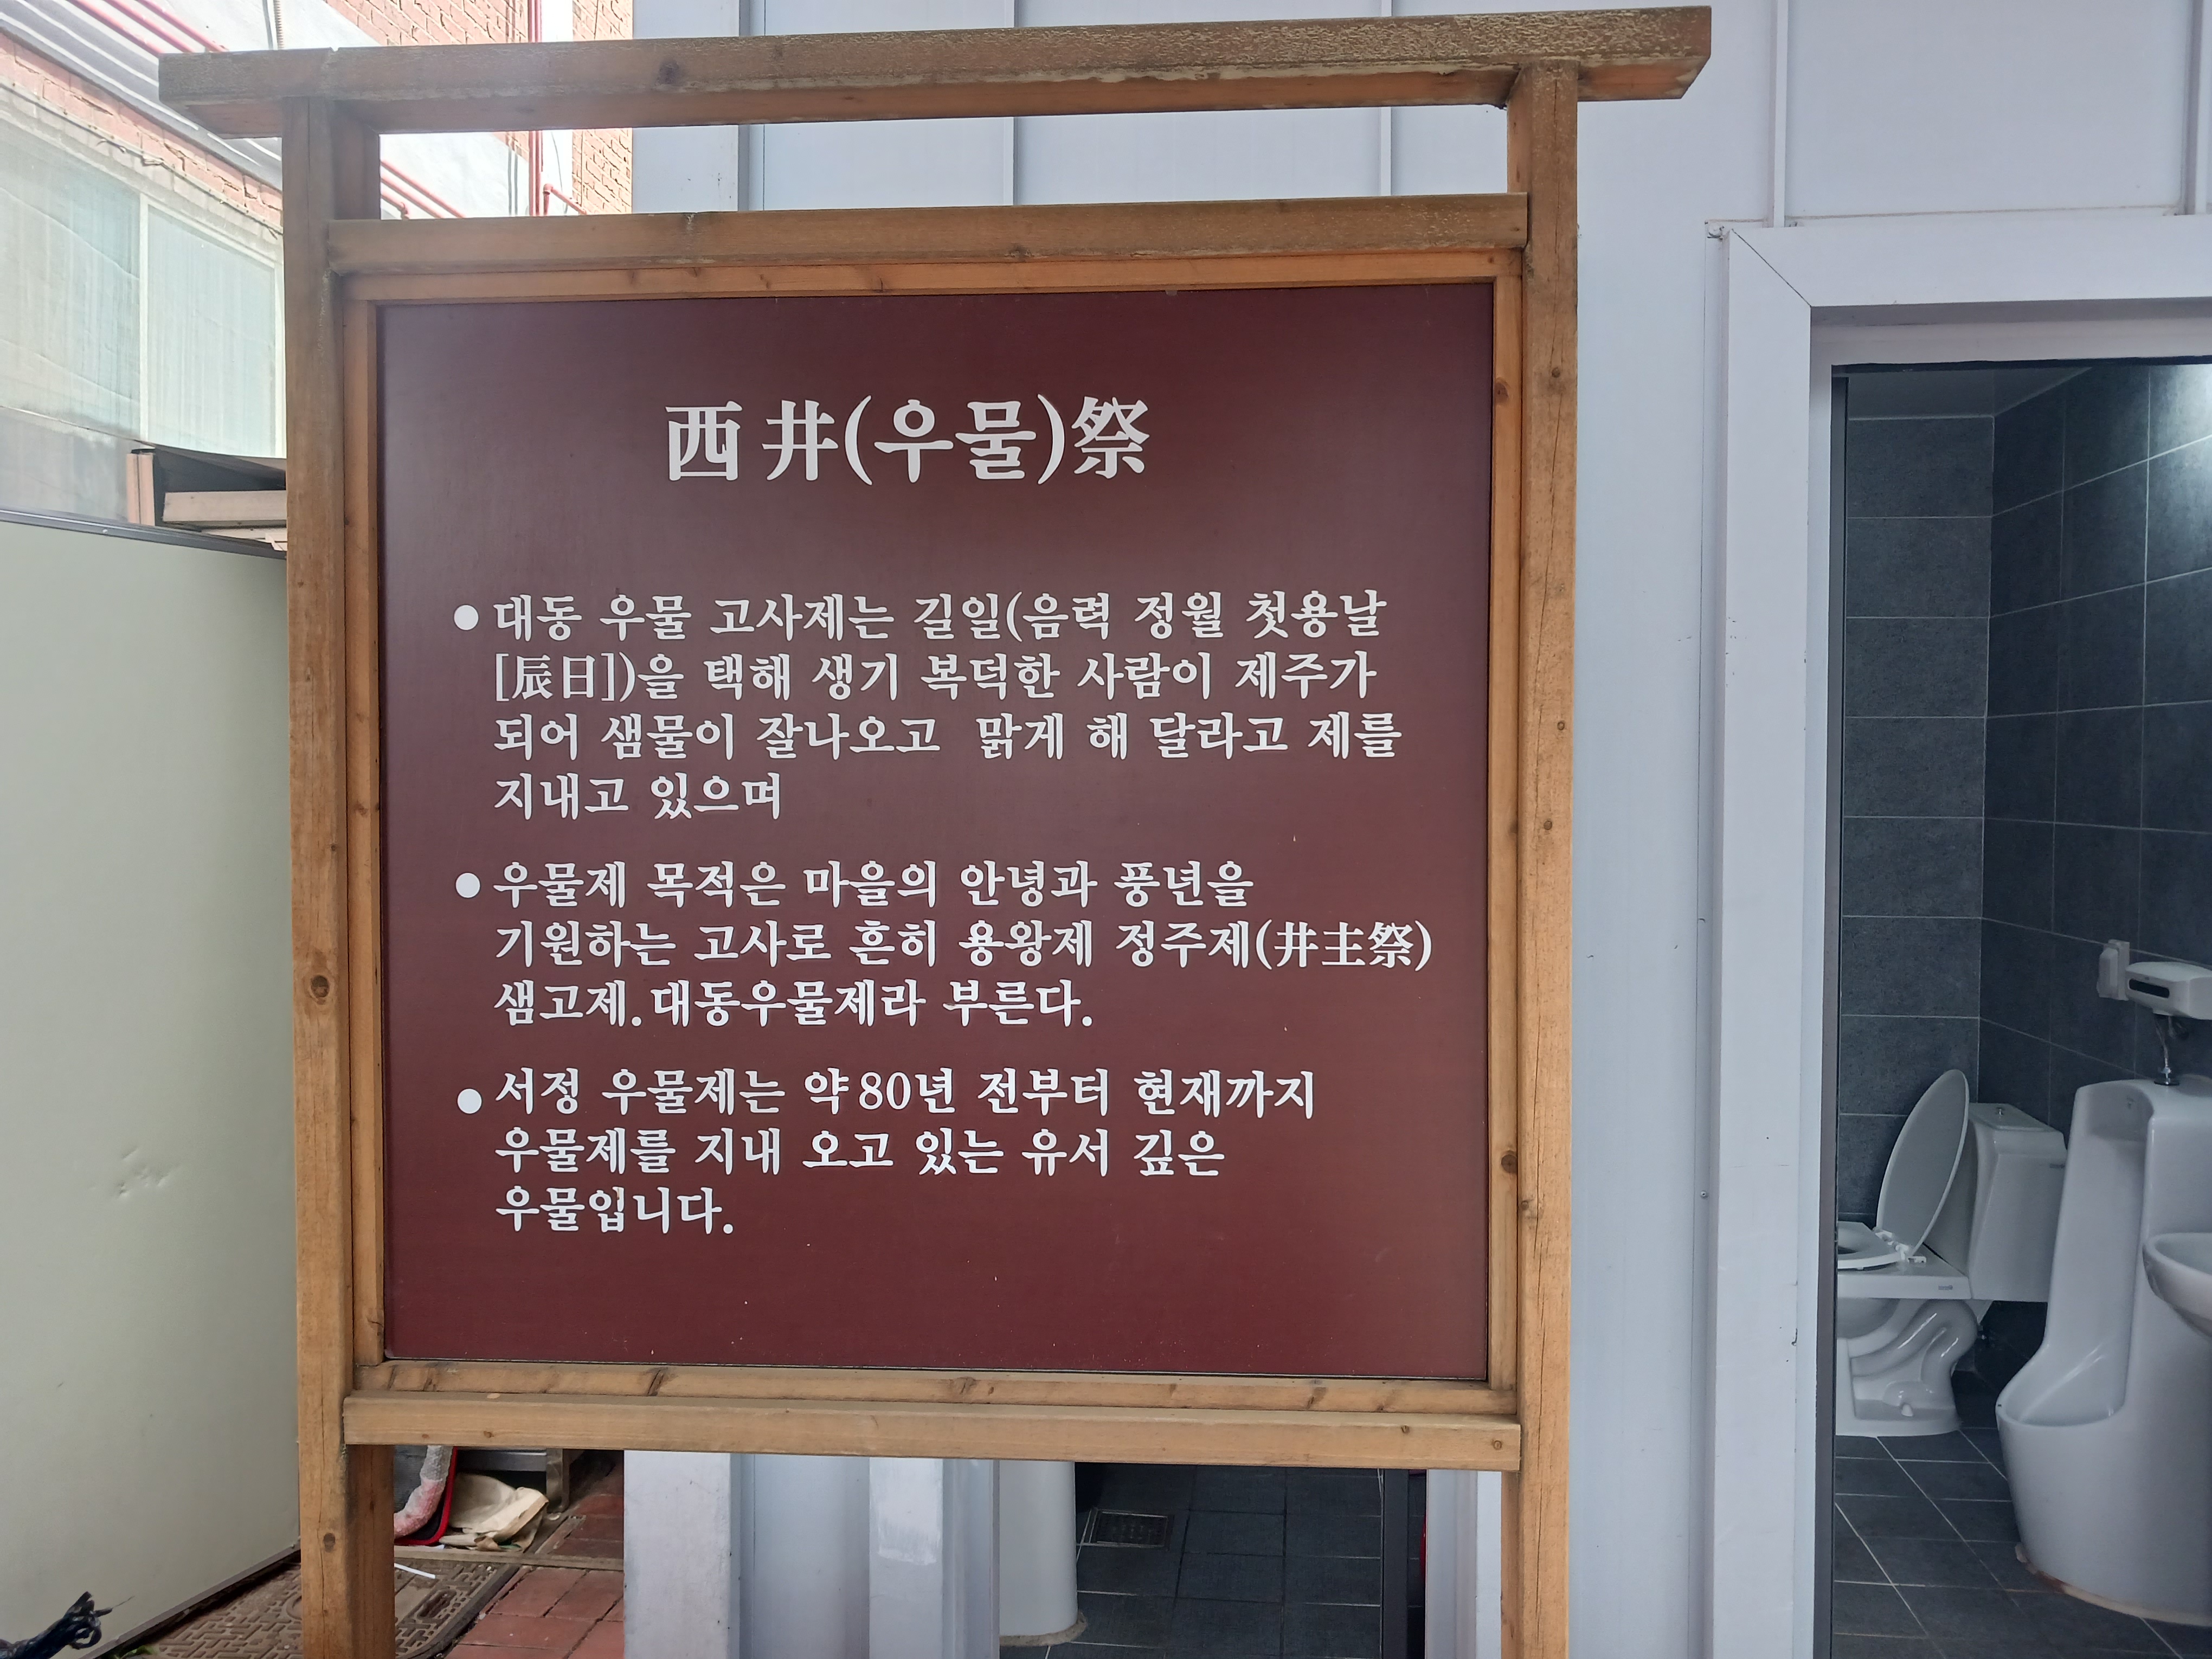 西井(우물)祭
● 대동 우물 고사제는 길일(음력 정월 첫용날
[辰日])을 택해 생기 복덕한 사람이 제주가
되어 샘물이 잘나오고 맑게 해 달라고 제를
지내고 있으며
● 우물제 목적은 마을의 안녕과 풍년을
기원하는 고사로 흔히 용왕제 정주제(井主祭)
샘고제.대동우물제라 부른다.
● 서정 우물제는 약80년 전부터 현재까지
우물제를 지내 오고 있는 유서 깊은
우물입니다.